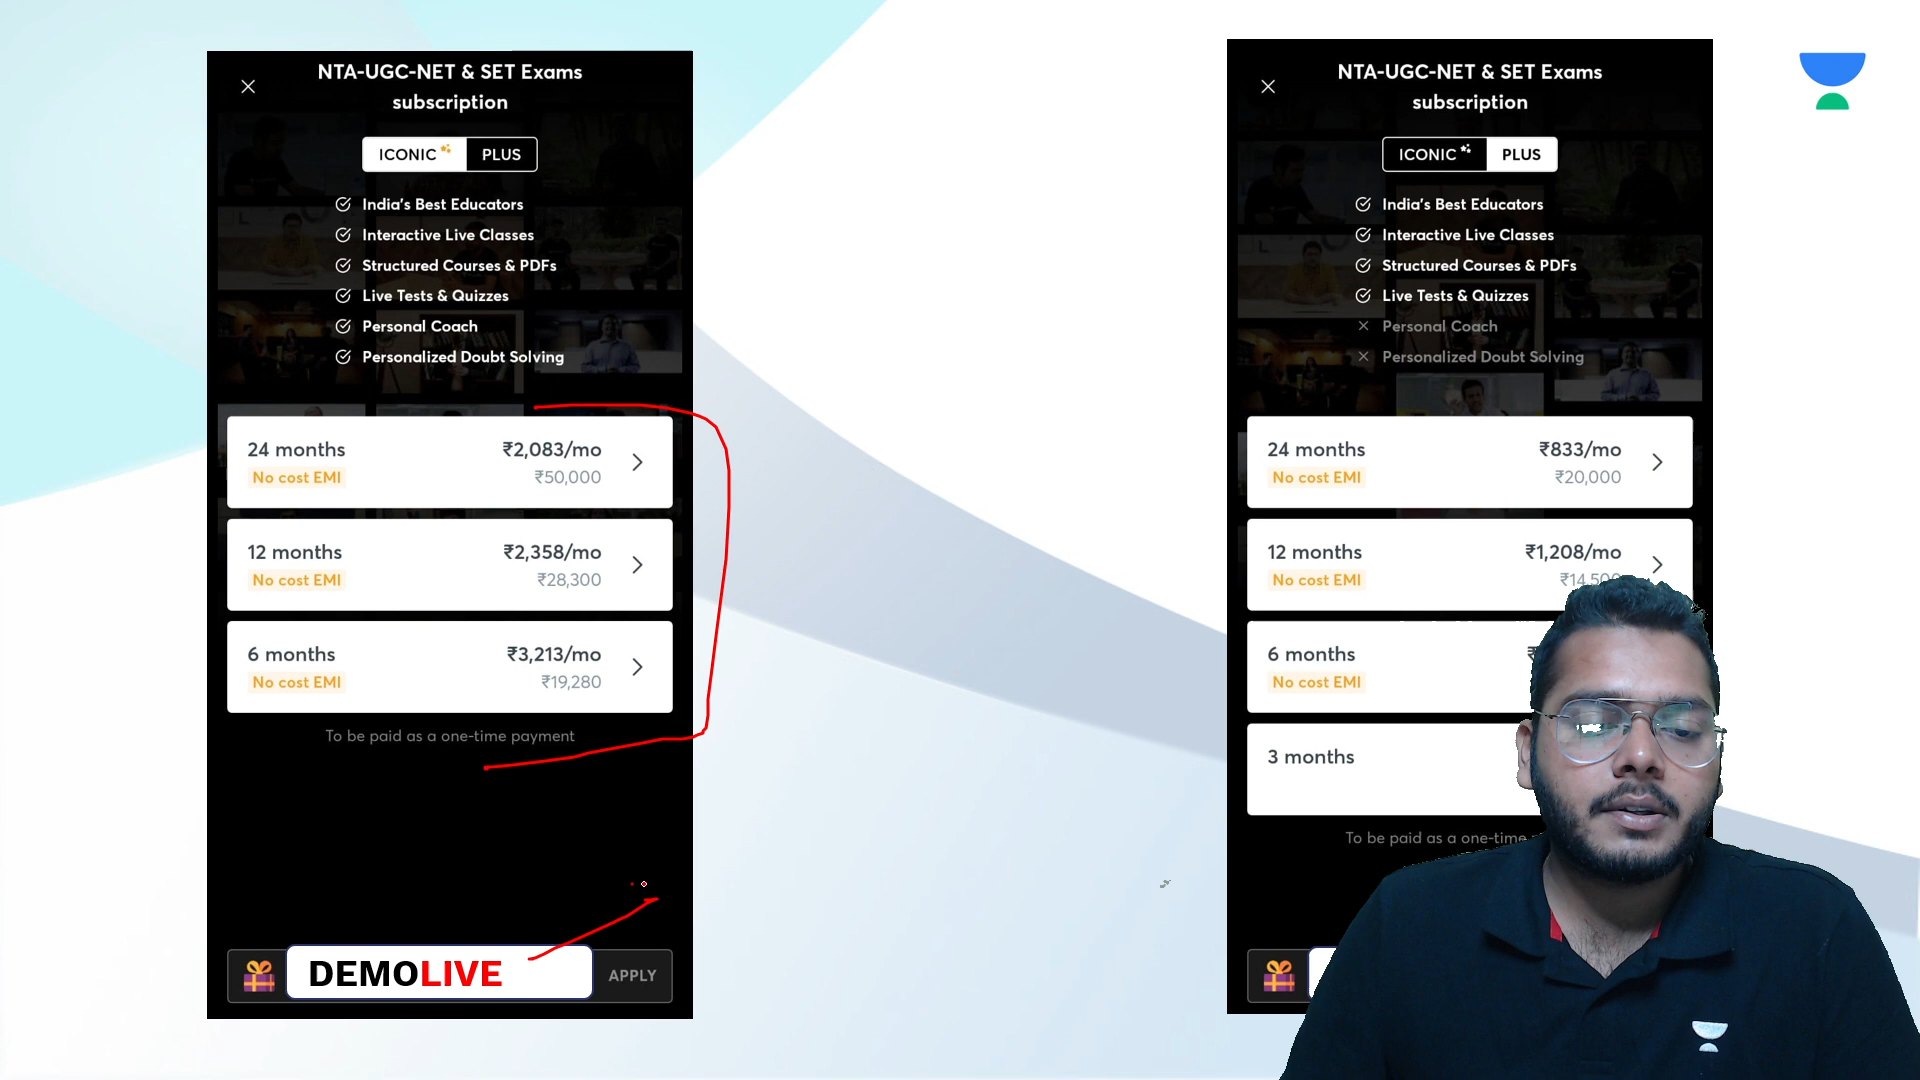 NTA-UGC-NET & SET Exams
subscription
ICONIC PLUS
India's Best Educators
Interactive Live Classes
Structured Courses & PDFs
Live Tests & Quizzes
Personal Coach
Personalized Doubt Solving
24 months ₹2,083/mo
No cost EMI ₹50,000
12 months ₹2,358/mo
No cost EMI ₹28,300
6 months ₹3,213/mo
No cost EMI ₹19,280
To be paid as a one-time payment
DEMOLIVE APPLY
NTA-UGC-NET & SET Exams
subscription
ICONIC PLUS
India's Best Educators
Interactive Live Classes
Structured Courses & PDFs
Live Tests & Quizzes
Personal Coach
Personalized Doubt Solving
24 months ₹833/mo
No cost EMI ₹20,000
12 months ₹1,208/mo
No cost EMI ₹14,500
6 months ₹
No cost EMI
3 months
To be paid as a one-time